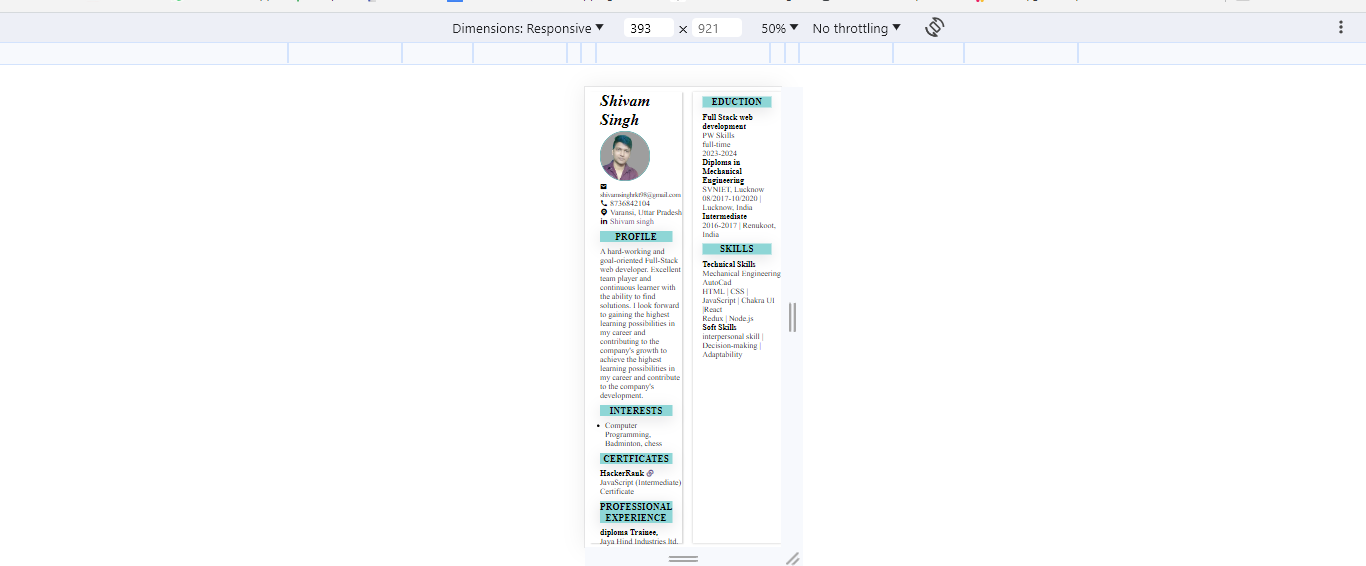 Dimensions: Responsive 393 × 921 50% No throttling
Shivam
Singh
shivamsinghrkt98@gmail.com
8736842104
Varansi, Uttar Pradesh
Shivam singh
PROFILE
A hard-working and
goal-oriented Full-Stack
web developer. Excellent
team player and
continuous learner with
the ability to find
solutions. I look forward
to gaining the highest
learning possibilities in
my career and
contributing to the
company's growth to
achieve the highest
learning possibilities in
my career and contribute
to the company's
development.
INTERESTS
Computer
Programming,
Badminton, chess
CERTFICATES
HackerRank
JavaScript (Intermediate)
Certificate
PROFESSIONAL
EXPERIENCE
diploma Trainee,
Jaya Hind Industries ltd.
EDUCTION
Full Stack web
development
PW Skills
full-time
2023-2024
Diploma in
Mechanical
Engineering
SVNIET, Lucknow
08/2017-10/2020 |
Lucknow, India
Intermediate
2016-2017 | Renukoot,
India
SKILLS
Technical Skills
Mechanical Engineering
AutoCad
HTML | CSS |
JavaScript | Chakra UI
|React
Redux | Node.js
Soft Skills
interpersonal skill |
Decision-making |
Adaptability